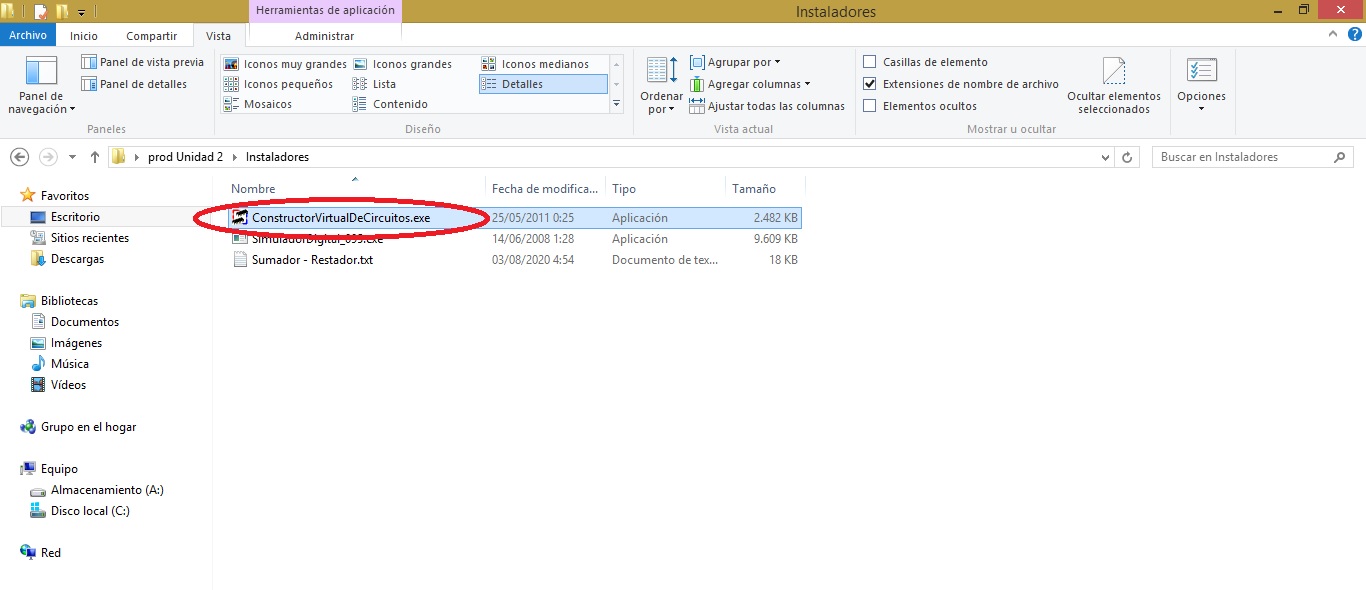 Herramientas de aplicación
Instaladores
Archivo Inicio Compartir Vista Administrar
Panel de navegación
Panel de vista previa
Panel de detalles
Paneles
Iconos muy grandes Iconos grandes Iconos medianos
Iconos pequeños Lista Detalles
Mosaicos Contenido
Diseño
Ordenar por
Agrupar por
Agregar columnas
Ajustar todas las columnas
Vista actual
Casillas de elemento
Extensiones de nombre de archivo
Elementos ocultos
Ocultar elementos seleccionados
Mostrar u ocultar
Opciones
prod Unidad 2 Instaladores
Buscar en Instaladores
Favoritos
Escritorio
Sitios recientes
Descargas
Bibliotecas
Documentos
Imágenes
Música
Vídeos
Grupo en el hogar
Equipo
Almacenamiento (A:)
Disco local (C:)
Red
Nombre Fecha de modifica... Tipo Tamaño
ConstructorVirtualDeCircuitos.exe 25/05/2011 0:25 Aplicación 2.482 KB
SimuladorDigital_095.exe 14/06/2008 1:28 Aplicación 9.609 KB
Sumador - Restador.txt 03/08/2020 4:54 Documento de tex... 18 KB